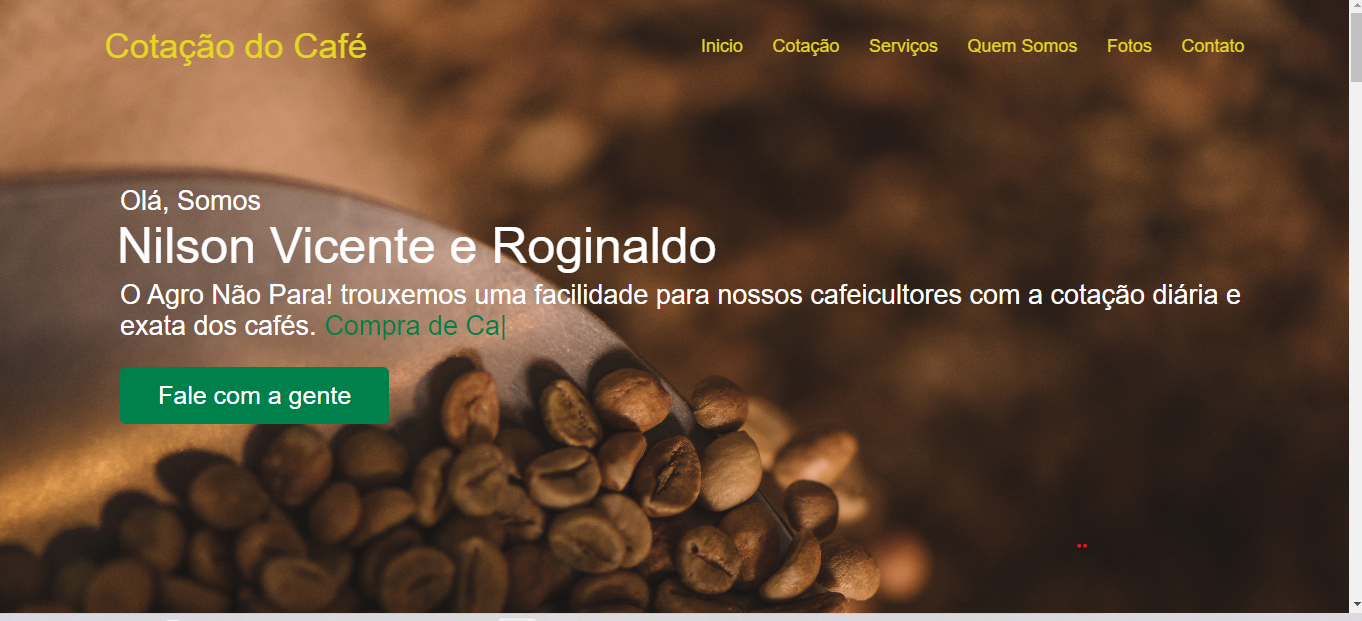 Cotação do Café
Inicio Cotação Serviços Quem Somos Fotos Contato
Olá, Somos
Nilson Vicente e Roginaldo
O Agro Não Para! trouxemos uma facilidade para nossos cafeicultores com a cotação diária e
exata dos cafés. Compra de Ca|
Fale com a gente